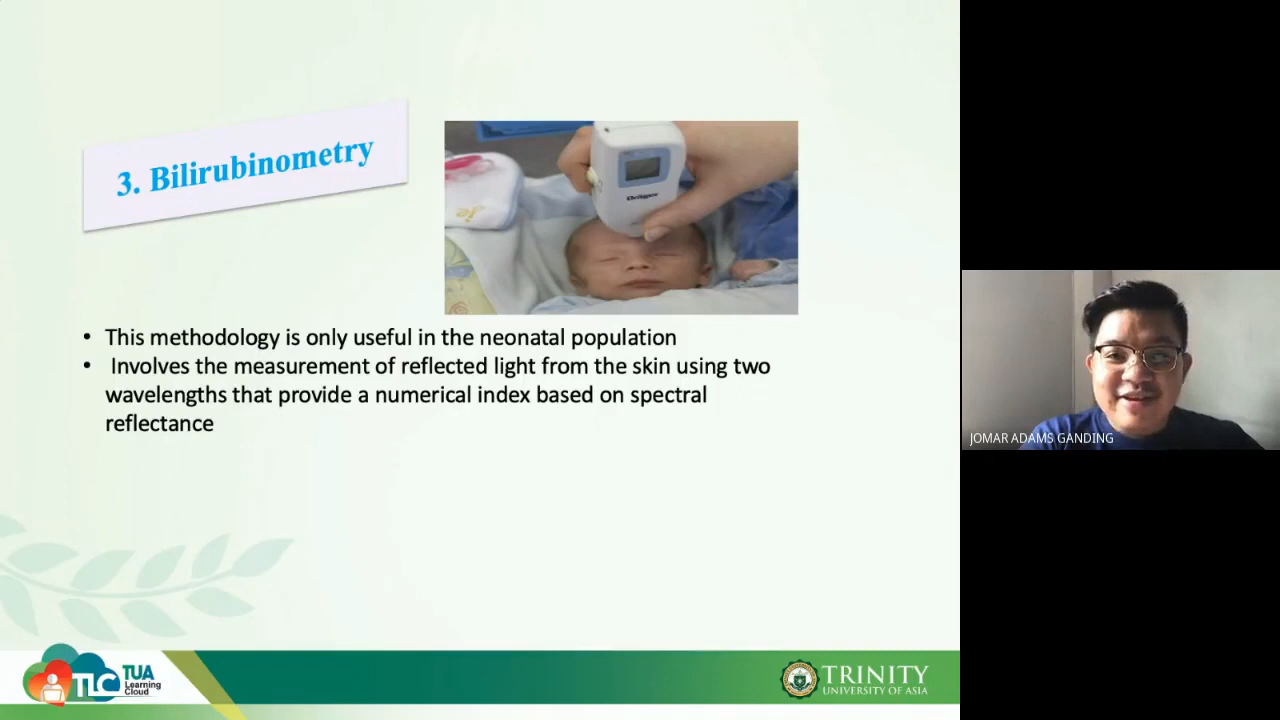 3. Bilirubinometry
Dräger
• This methodology is only useful in the neonatal population
• Involves the measurement of reflected light from the skin using two
wavelengths that provide a numerical index based on spectral
reflectance
JOMAR ADAMS GANDING
TLC
TUA
Learning
Cloud
TRINITY
UNIVERSITY OF ASIA